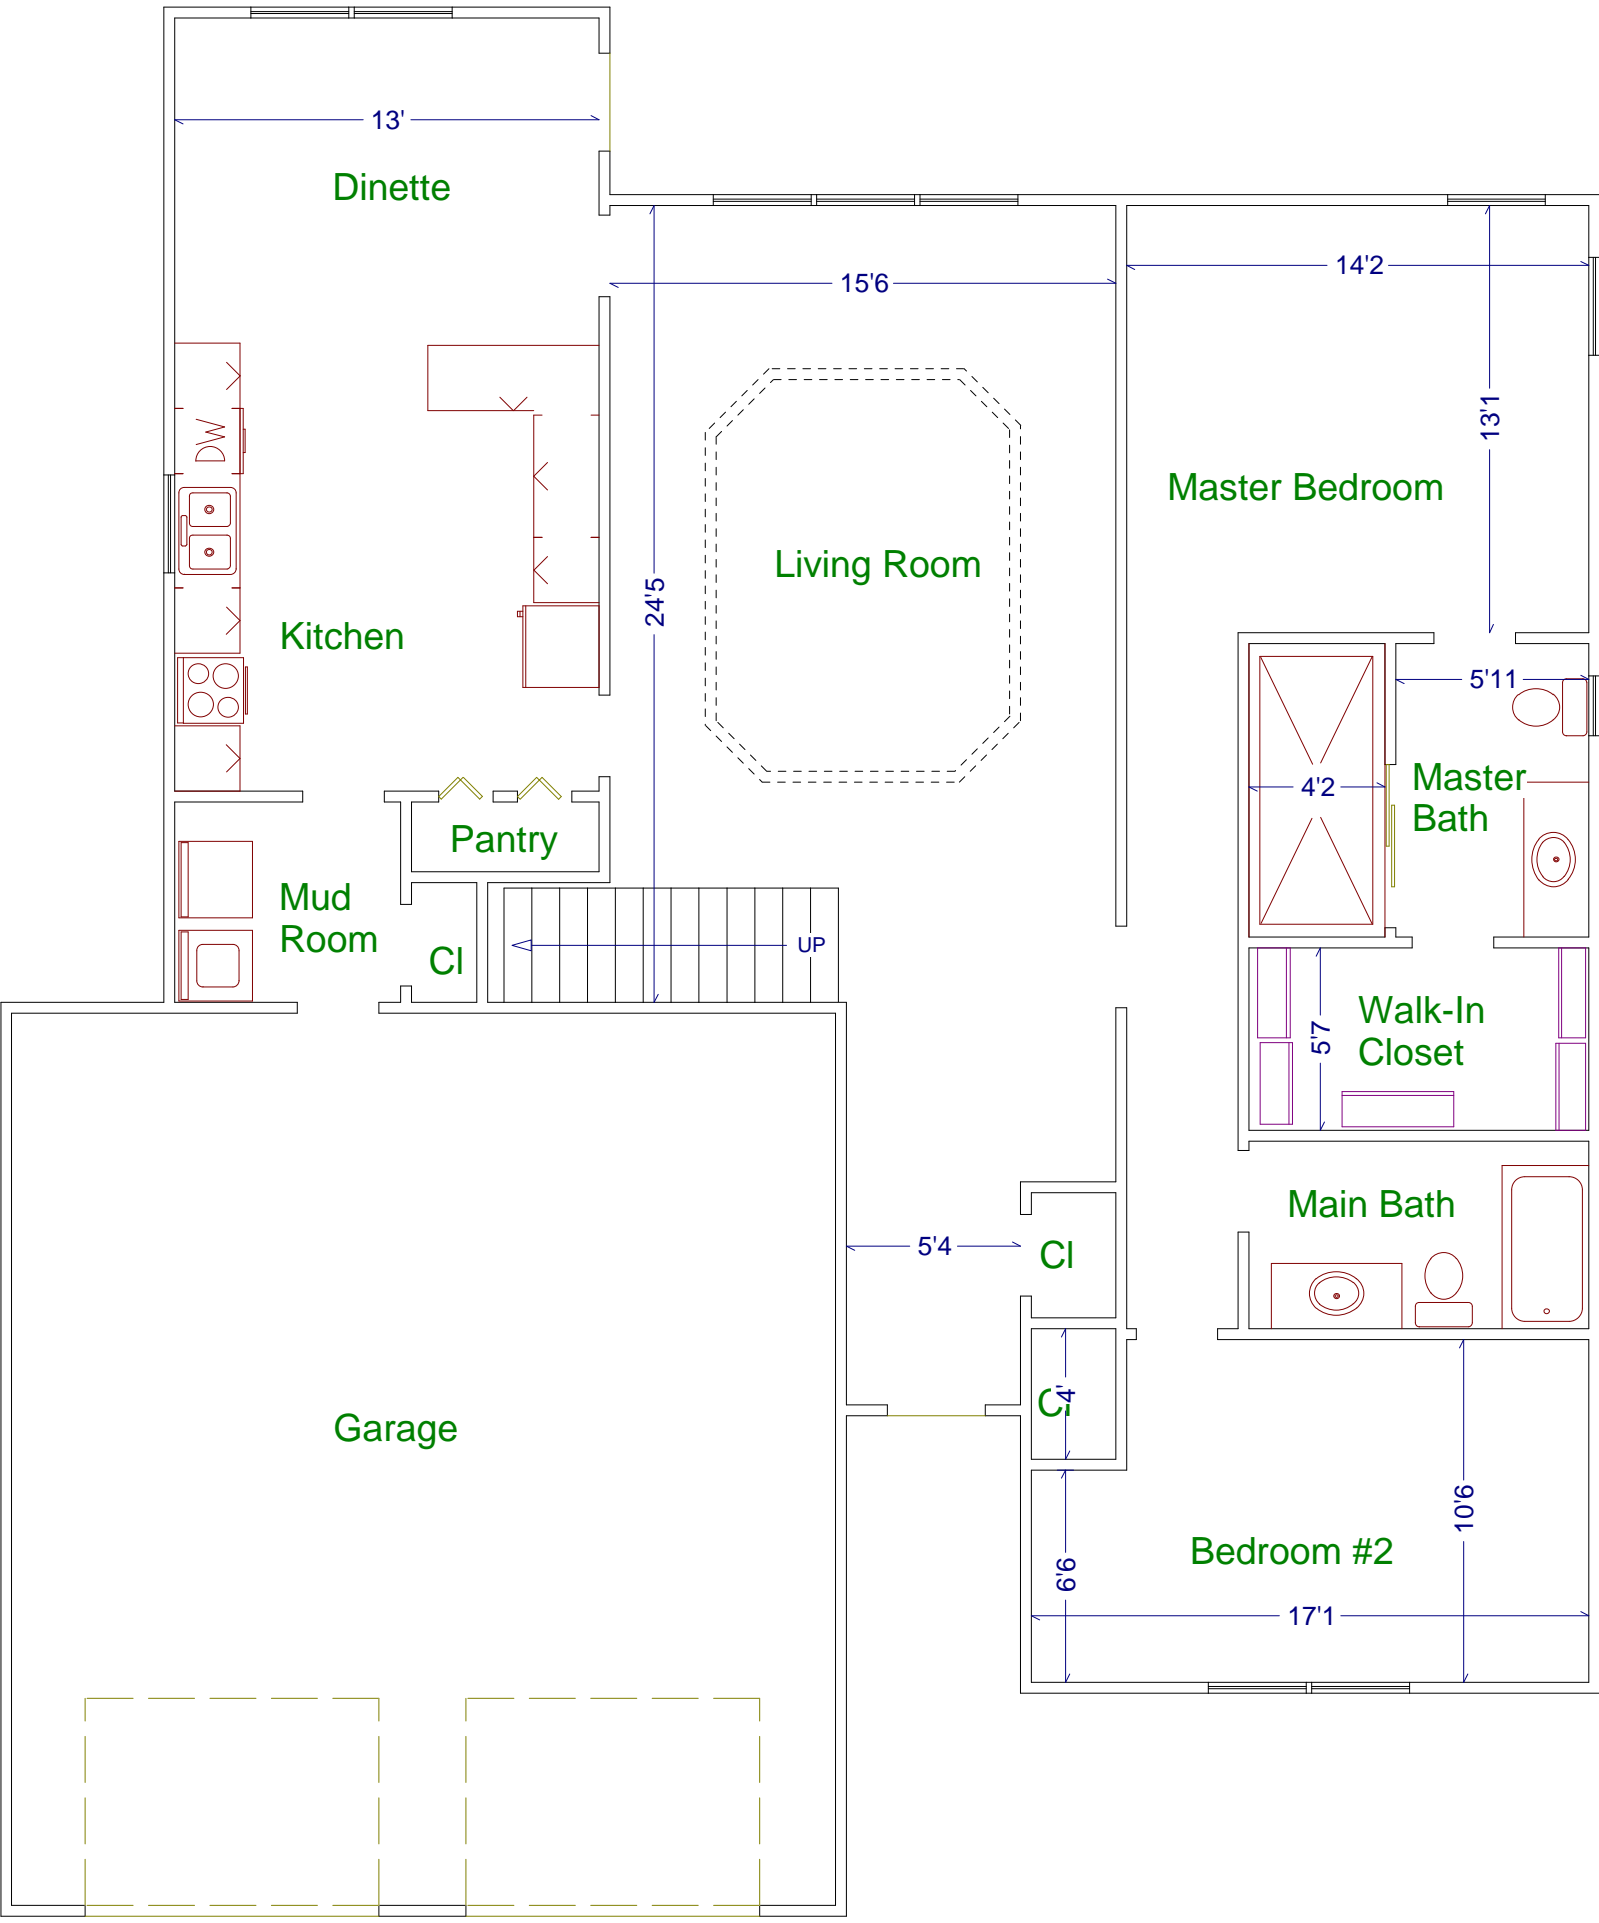 13'
Dinette
15'6
14'2
13'1
DW
Master Bedroom
Living Room
24'5
Kitchen
5'11
4'2
Master
Bath
Pantry
Mud
Room
Cl
UP
Walk-In
Closet
5'7
Main Bath
5'4
Cl
Cl
4'
Garage
10'6
Bedroom #2
6'6
17'1